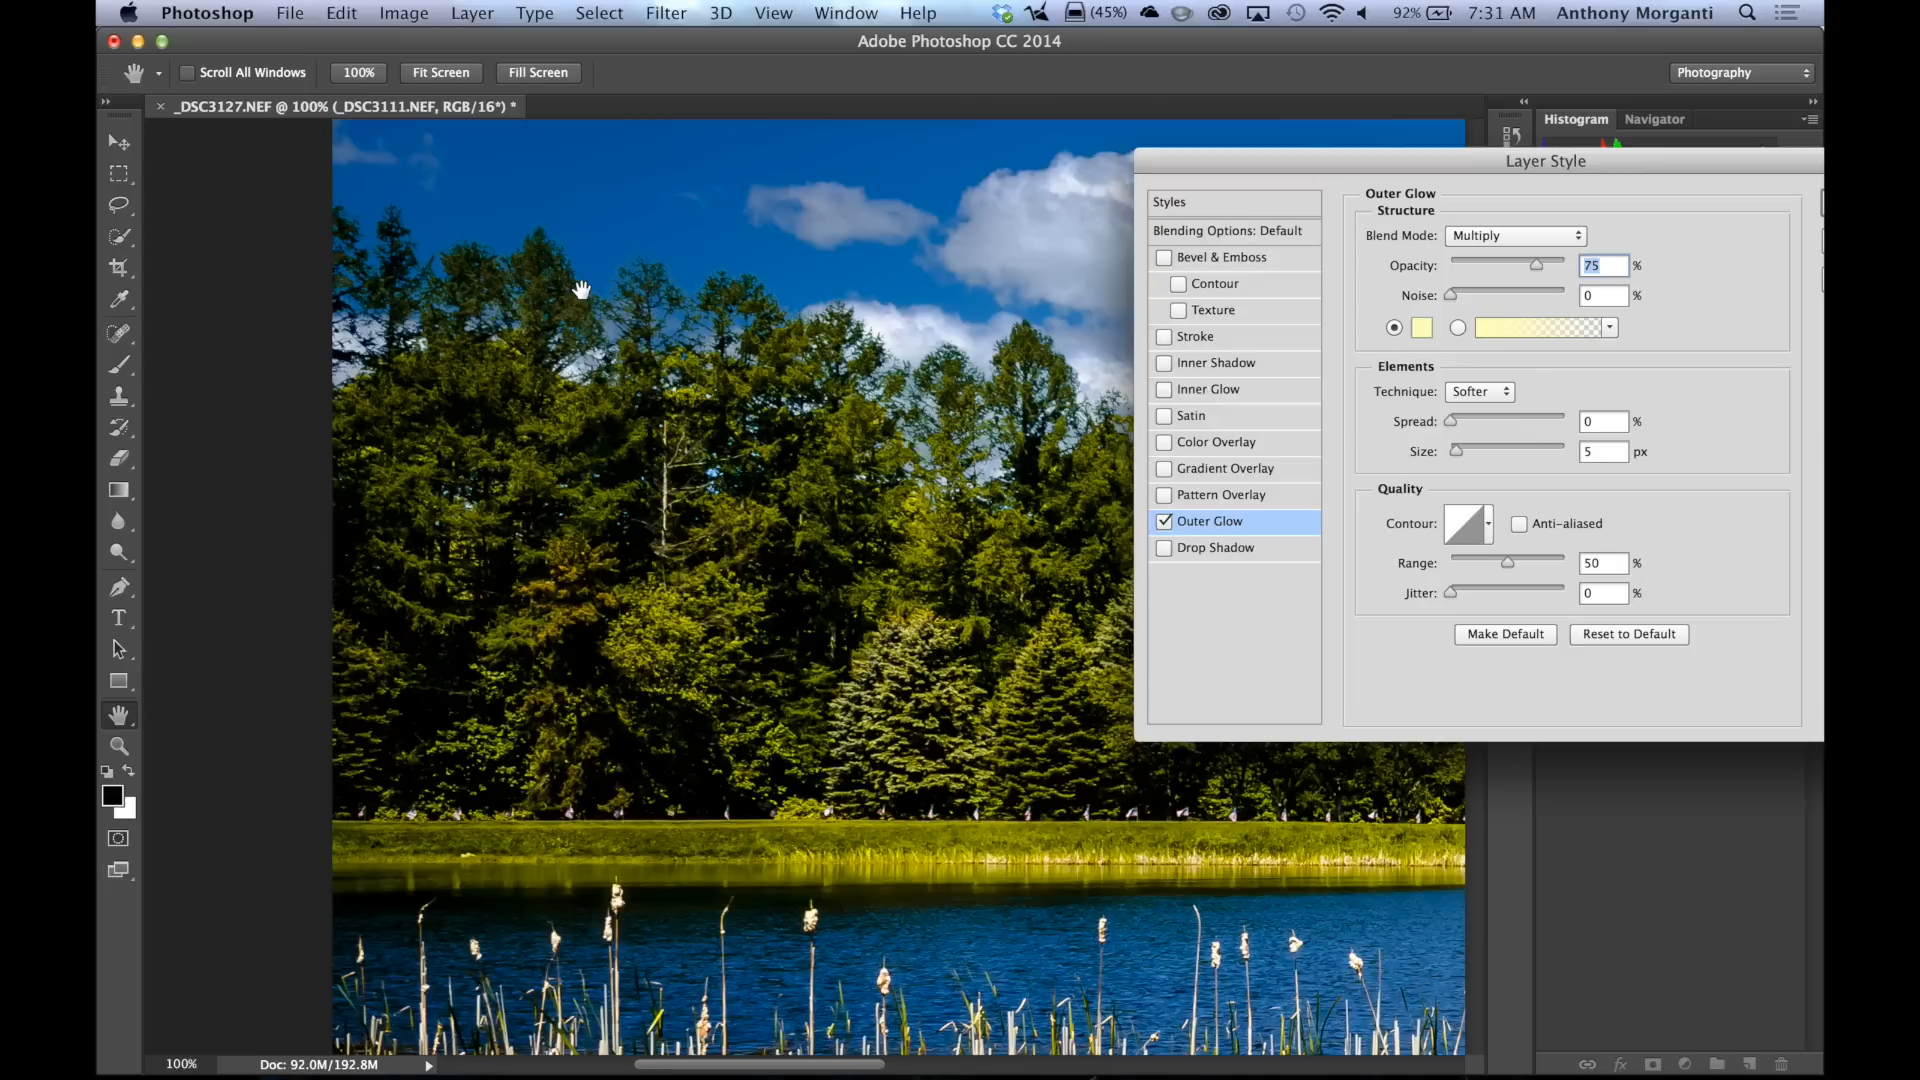 Photoshop File Edit Image Layer Type Select Filter 3D View Window Help (45%) 92% 7:31 AM Anthony Morganti
Adobe Photoshop CC 2014
Scroll All Windows 100% Fit Screen Fill Screen Photography
× _DSC3127.NEF @ 100% (_DSC3111.NEF, RGB/16*) *
Histogram Navigator
Layer Style
Styles
Blending Options: Default
Bevel & Emboss
Contour
Texture
Stroke
Inner Shadow
Inner Glow
Satin
Color Overlay
Gradient Overlay
Pattern Overlay
Outer Glow
Drop Shadow
Outer Glow
Structure
Blend Mode: Multiply
Opacity: 75 %
Noise: 0 %
Elements
Technique: Softer
Spread: 0 %
Size: 5 px
Quality
Contour: Anti-aliased
Range: 50 %
Jitter: 0 %
Make Default Reset to Default
T
100% Doc: 92.0M/192.8M
fx